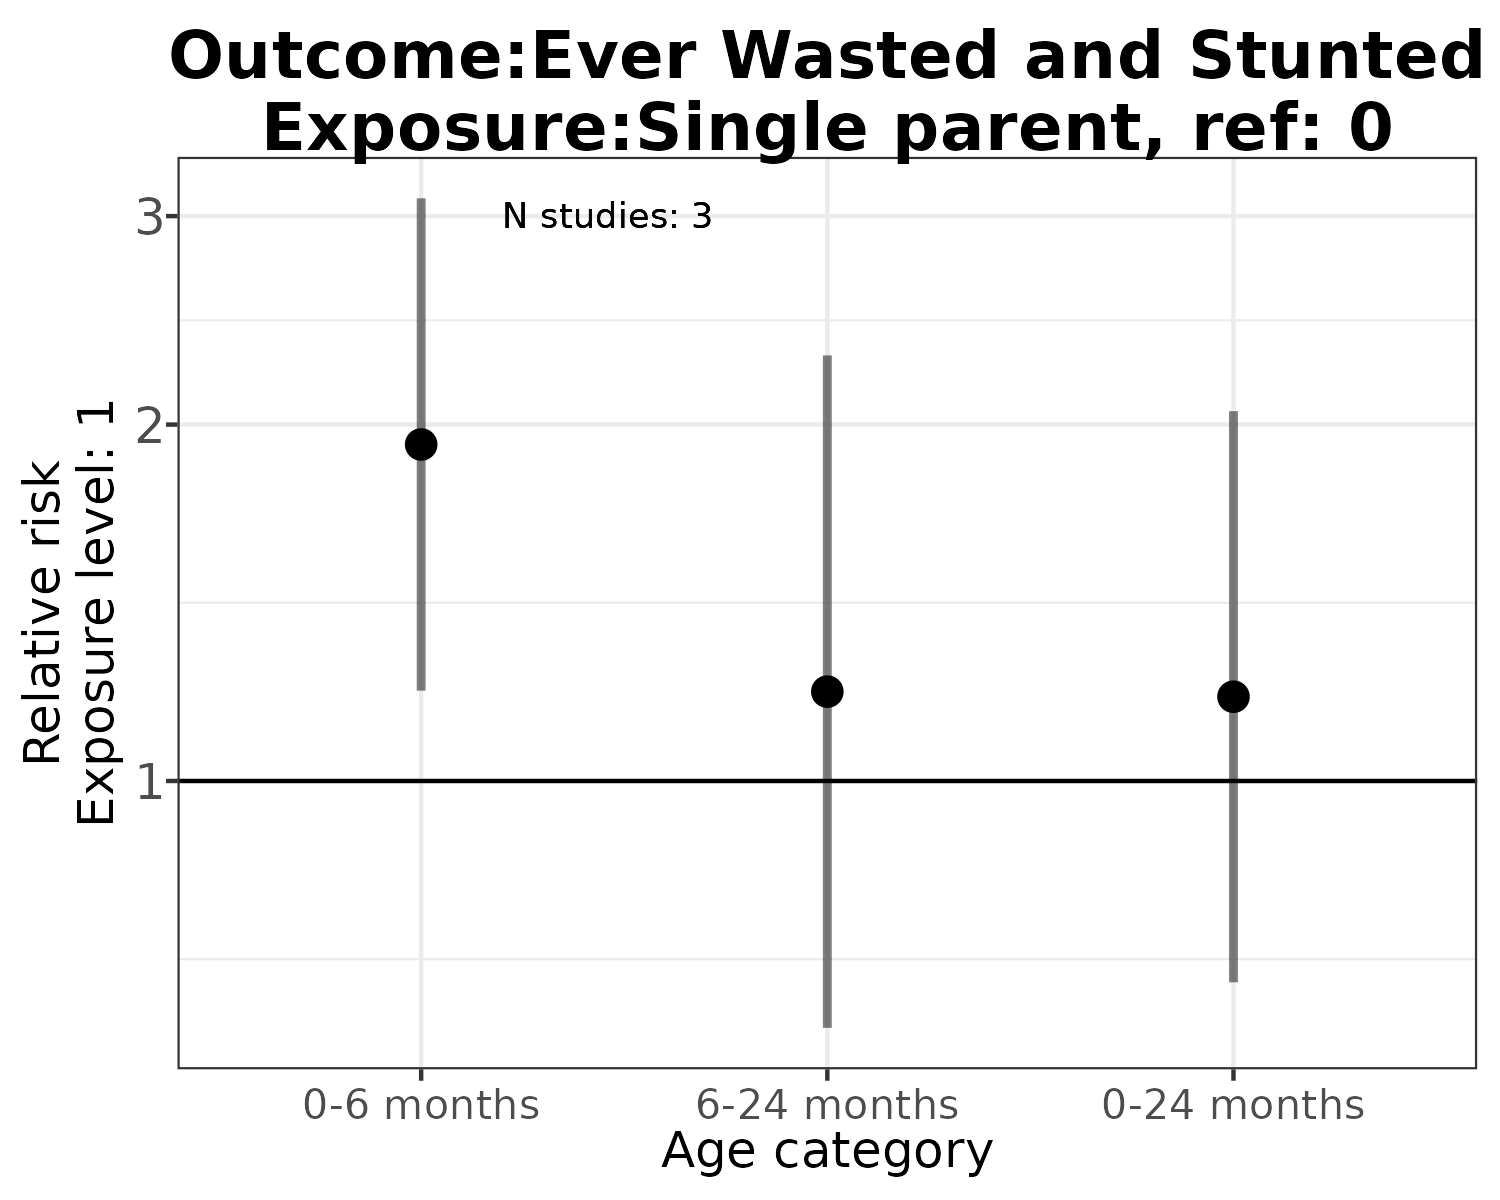 Outcome:Ever Wasted and Stunted
Exposure:Single parent, ref: 0
N studies: 3
3
2
1
Relative risk
Exposure level: 1
0-6 months
6-24 months
0-24 months
Age category